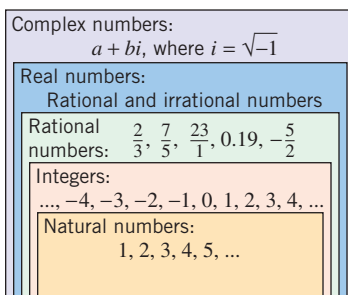 Complex numbers:
a + bi, where i = √−1
Real numbers:
Rational and irrational numbers
Rational numbers: 2/3, 7/5, 23/1, 0.19, −5/2
Integers:
..., −4, −3, −2, −1, 0, 1, 2, 3, 4, ...
Natural numbers:
1, 2, 3, 4, 5, ...